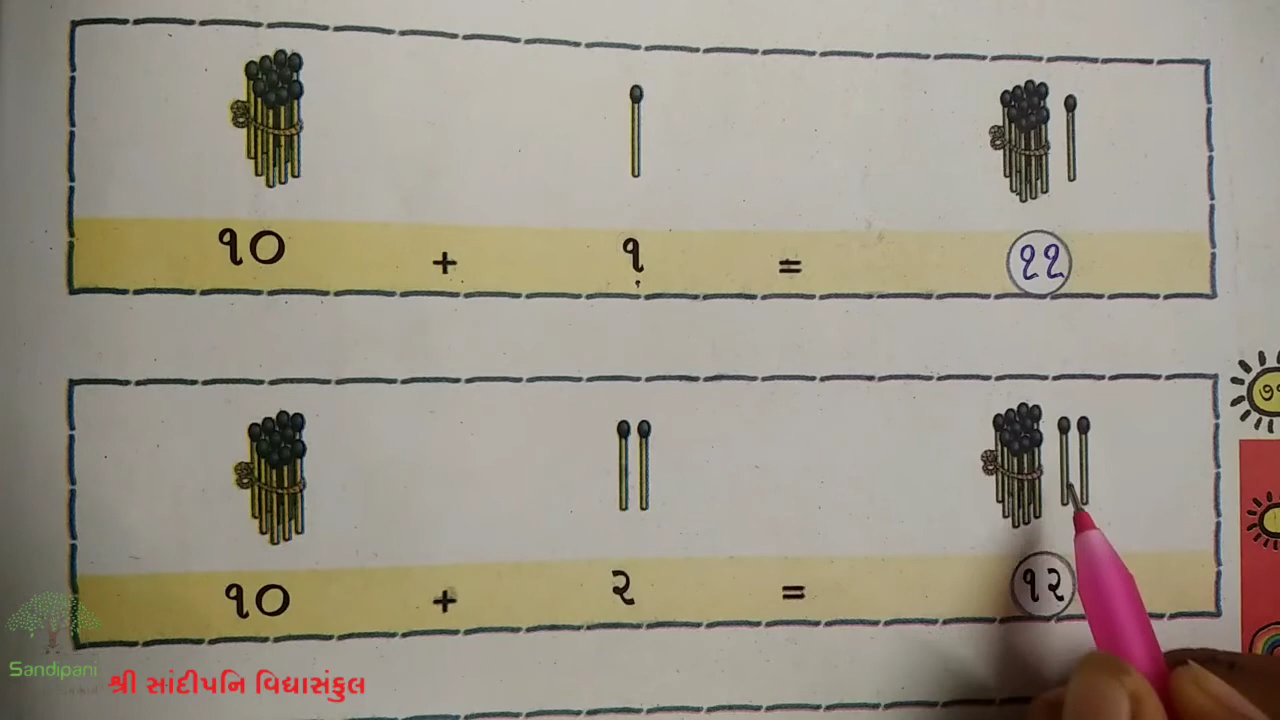 ૧૦ + ૧ = ૧૧
૧૦ + ૨ = ૧૨
Sandipani
શ્રી સાંદીપનિ વિદ્યાસંકુલ